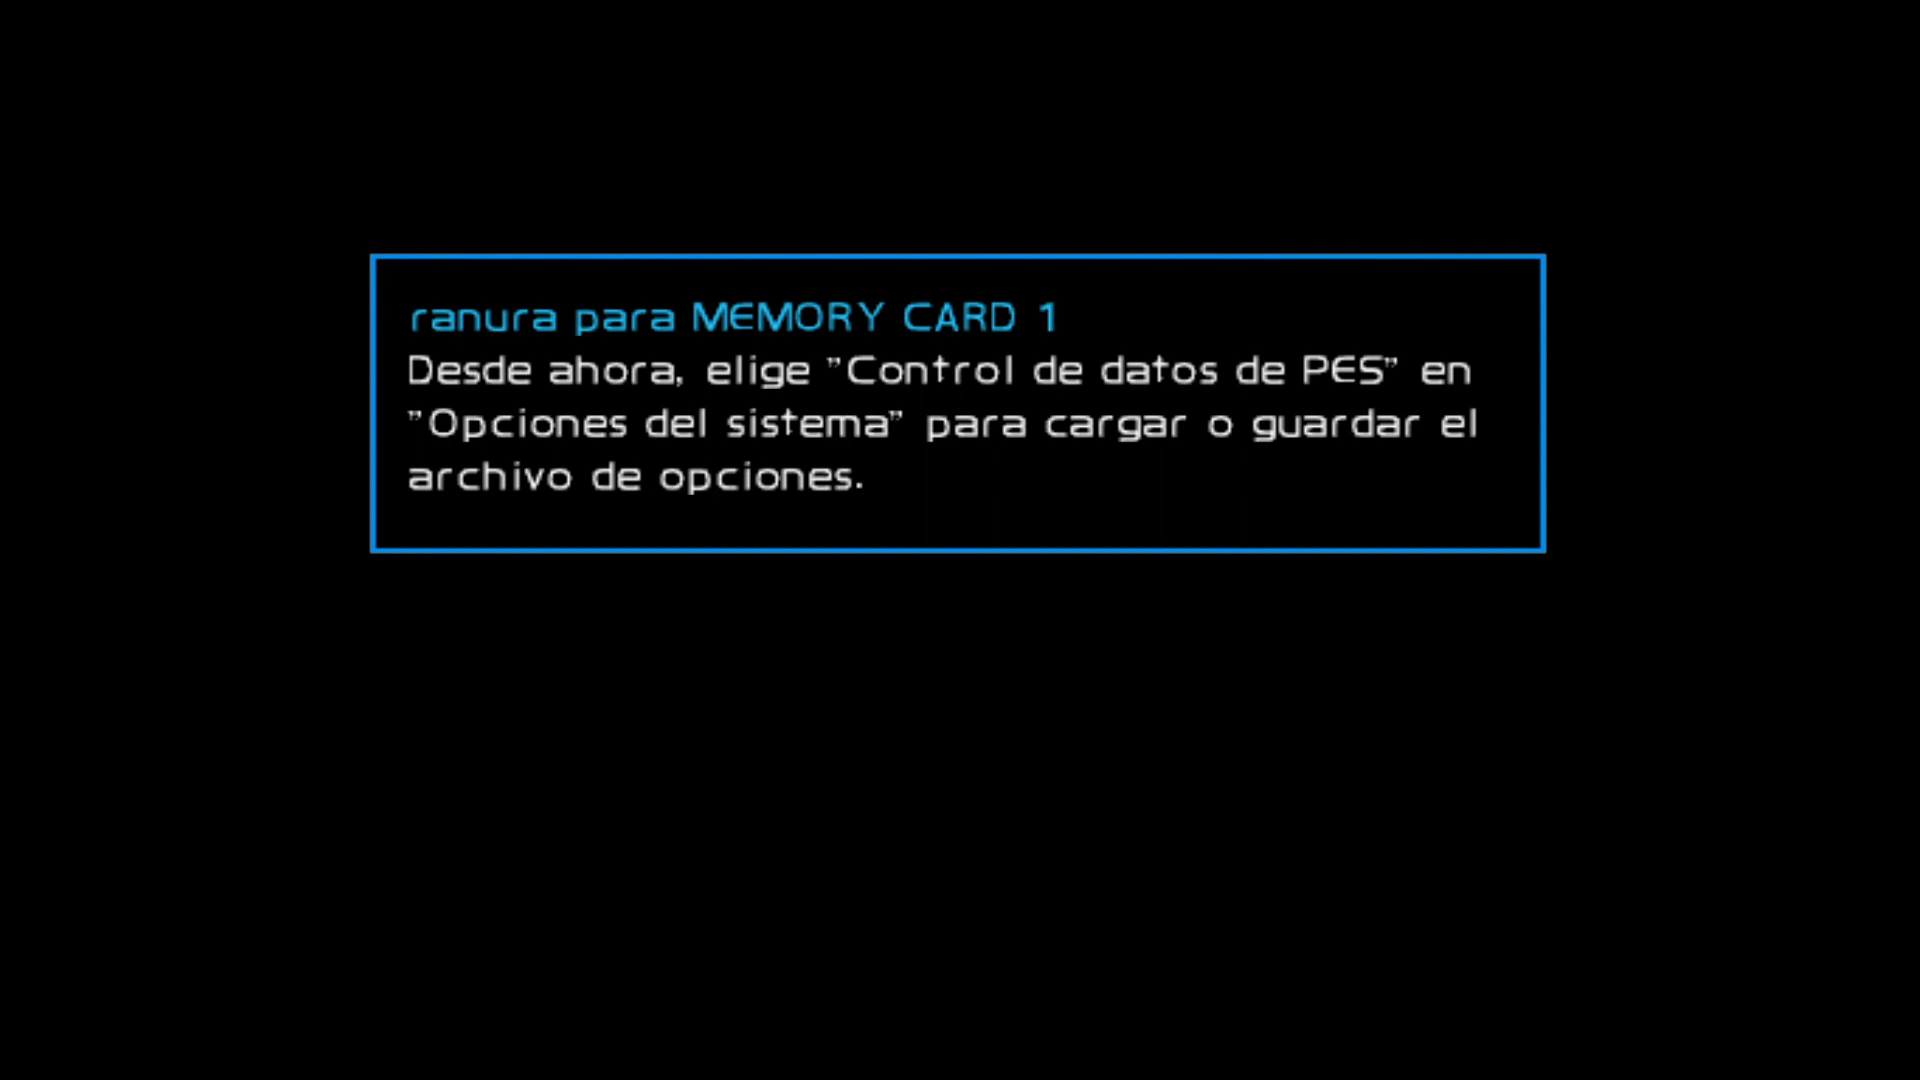 ranura para MEMORY CARD 1
Desde ahora, elige "Control de datos de PES" en
"Opciones del sistema" para cargar o guardar el
archivo de opciones.